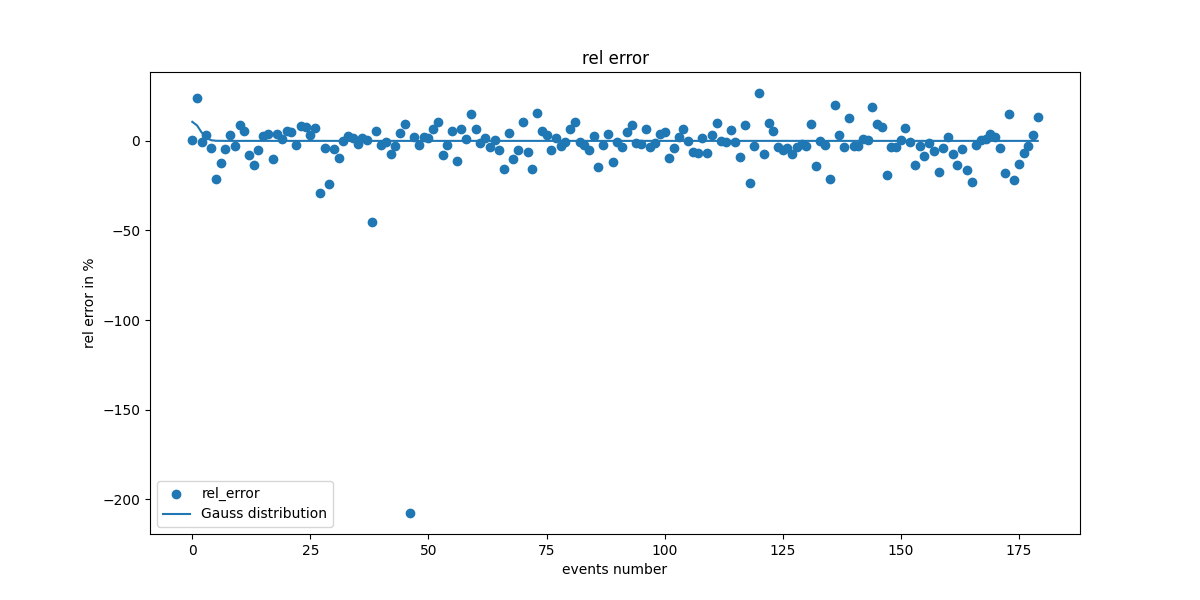 rel error
0
−50
−100
−150
−200
rel error in %
rel_error
Gauss distribution
0 25 50 75 100 125 150 175
events number